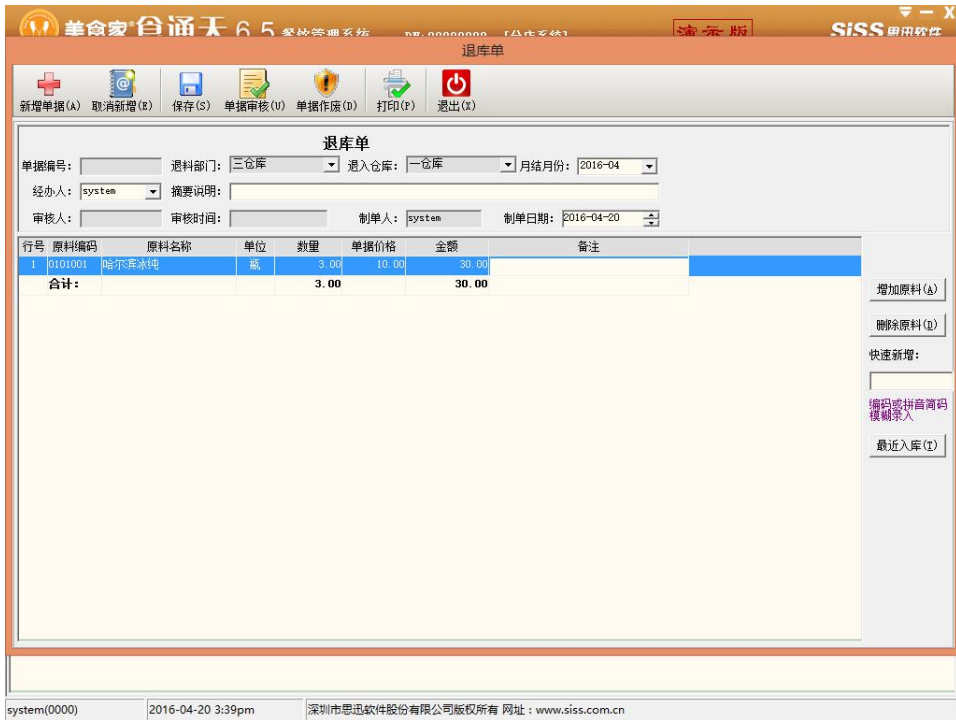 美食家®食通天6.5 餐饮管理系统 [分店系统] 演示版 SiSS思迅软件
退库单
新增单据(A) 取消新增(E) 保存(S) 单据审核(U) 单据作废(D) 打印(P) 退出(X)
退库单
单据编号: 退料部门: 三仓库 退入仓库: 一仓库 月结月份: 2016-04
经办人: system 摘要说明:
审核人: 审核时间: 制单人: system 制单日期: 2016-04-20
行号 原料编码 原料名称 单位 数量 单据价格 金额 备注
1 0101001 哈尔滨冰纯 瓶 3.00 10.00 30.00
合计: 3.00 30.00
增加原料(A)
删除原料(D)
快速新增:
编码或拼音简码
模糊录入
最近入库(T)
system(0000) 2016-04-20 3:39pm 深圳市思迅软件股份有限公司版权所有 网址:www.siss.com.cn